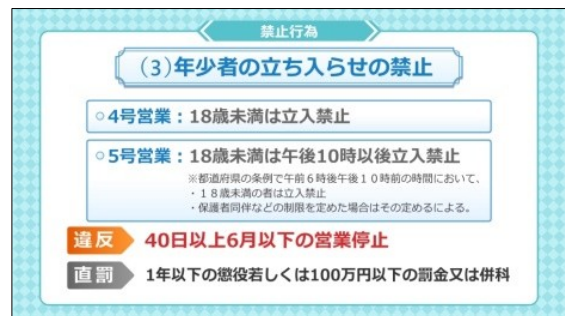 禁止行為
(3)年少者の立ち入らせの禁止
○4号営業：18歳未満は立入禁止
○5号営業：18歳未満は午後10時以後立入禁止
※都道府県の条例で午前6時後午後10時前の時間において、
・18歳未満の者は立入禁止
・保護者同伴などの制限を定めた場合はその定めるによる。
違反 40日以上6月以下の営業停止
直罰 1年以下の懲役若しくは100万円以下の罰金又は併科